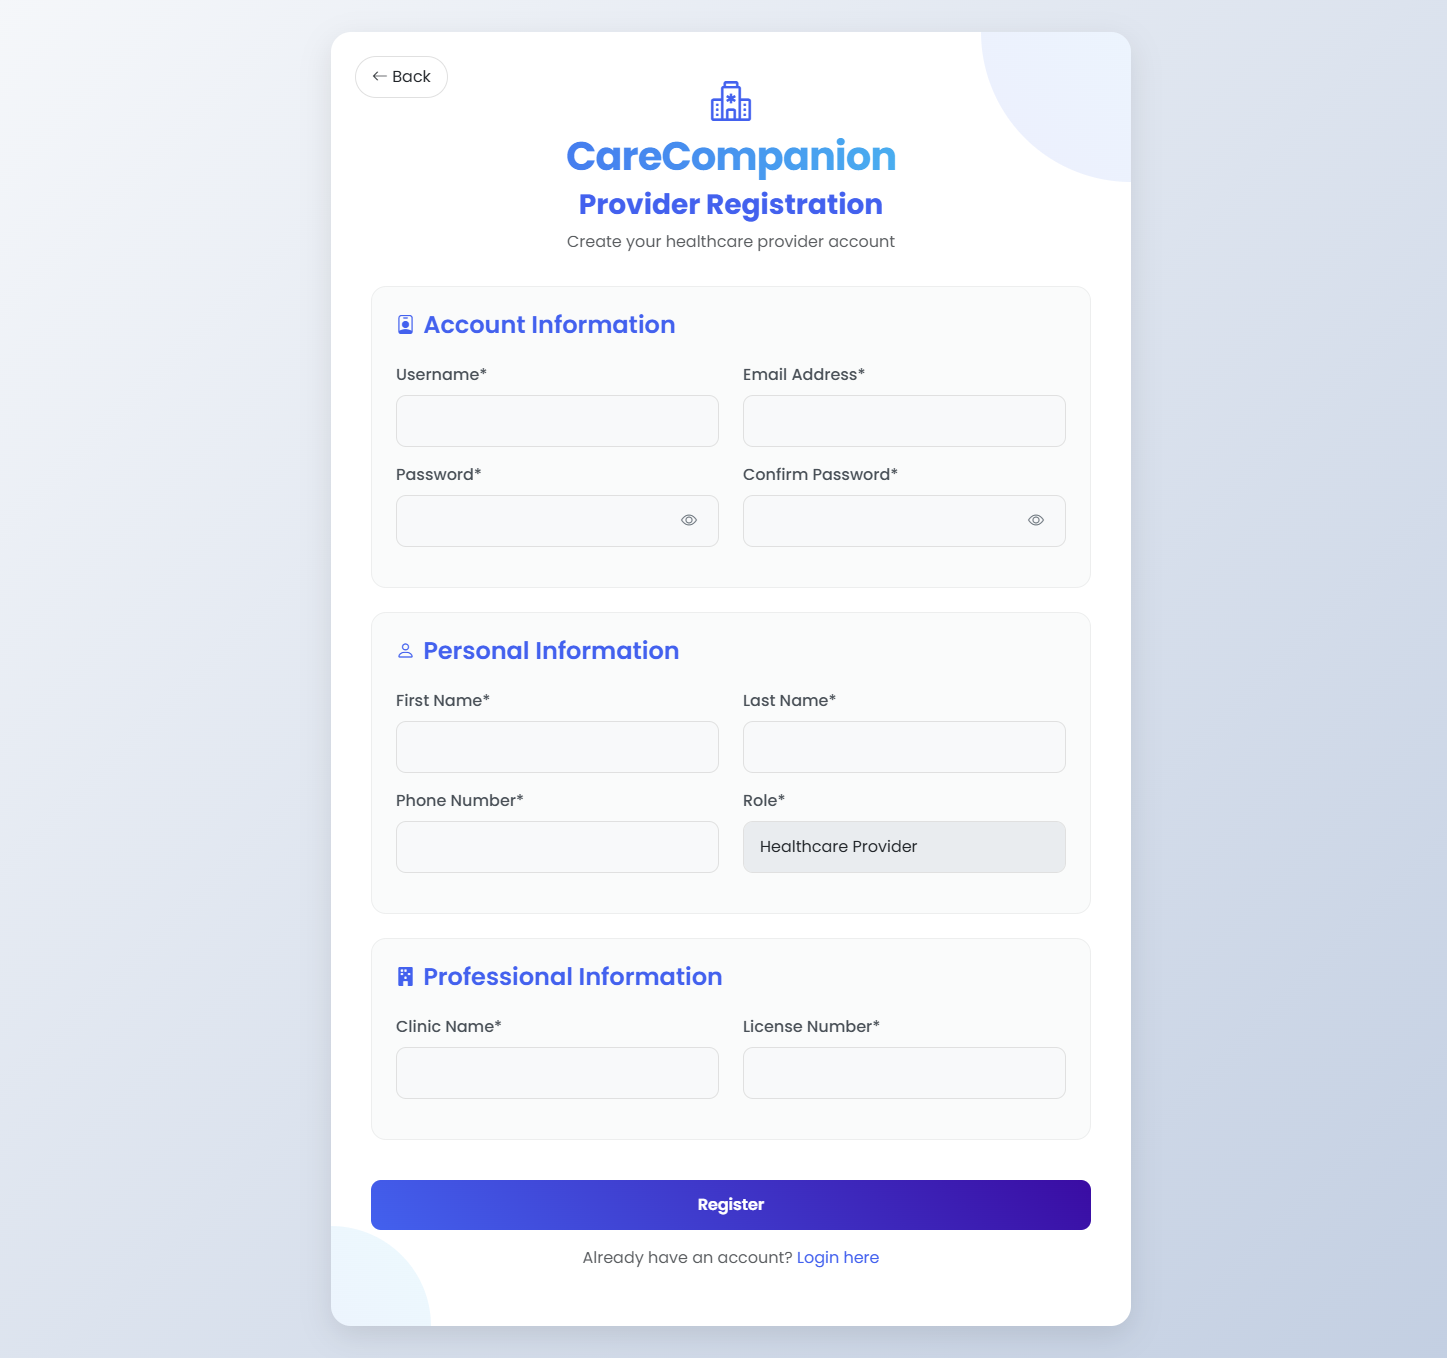 Back
CareCompanion
Provider Registration
Create your healthcare provider account
Account Information
Username*
Email Address*
Password*
Confirm Password*
Personal Information
First Name*
Last Name*
Phone Number*
Role*
Healthcare Provider
Professional Information
Clinic Name*
License Number*
Register
Already have an account? Login here